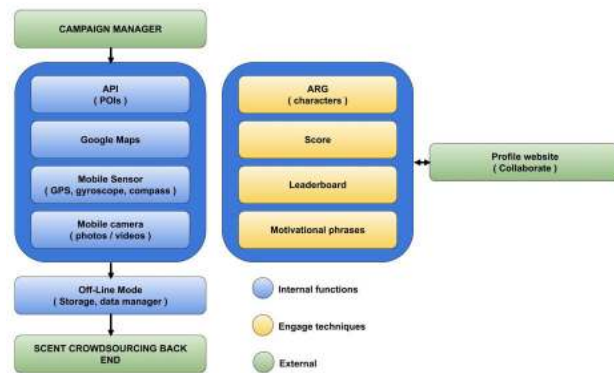 CAMPAIGN MANAGER
API
( POIs )
Google Maps
Mobile Sensor
( GPS, gyroscope, compass )
Mobile camera
( photos / videos )
Off-Line Mode
( Storage, data manager )
SCENT CROWDSOURCING BACK
END
ARG
( characters )
Score
Leaderboard
Motivational phrases
Profile website
( Collaborate )
Internal functions
Engage techniques
External